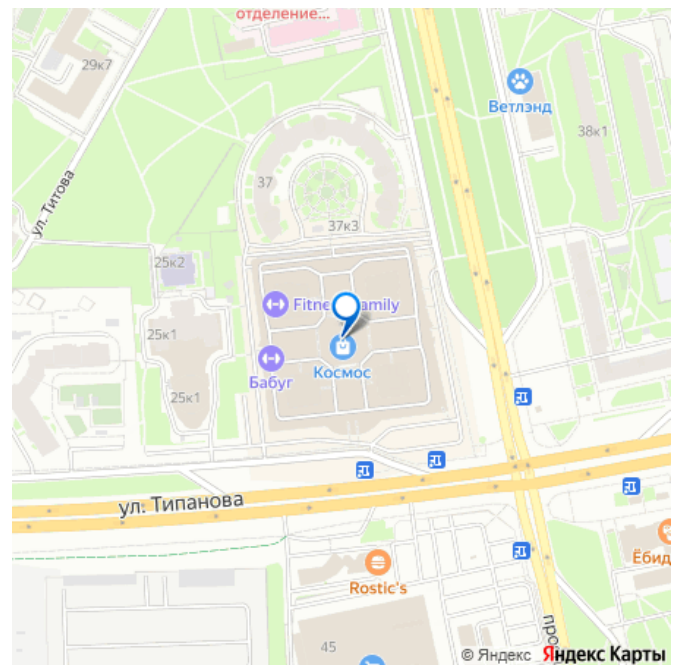 отделение...
29к7
Ветлэнд
38к1
37
ул. Титова
37к3
25к2
Fitness Family
25к1
Космос
Бабуг
25к1
ул. Типанова
Rostic's
Ёбид
45
про
© Яндекс Яндекс Карты